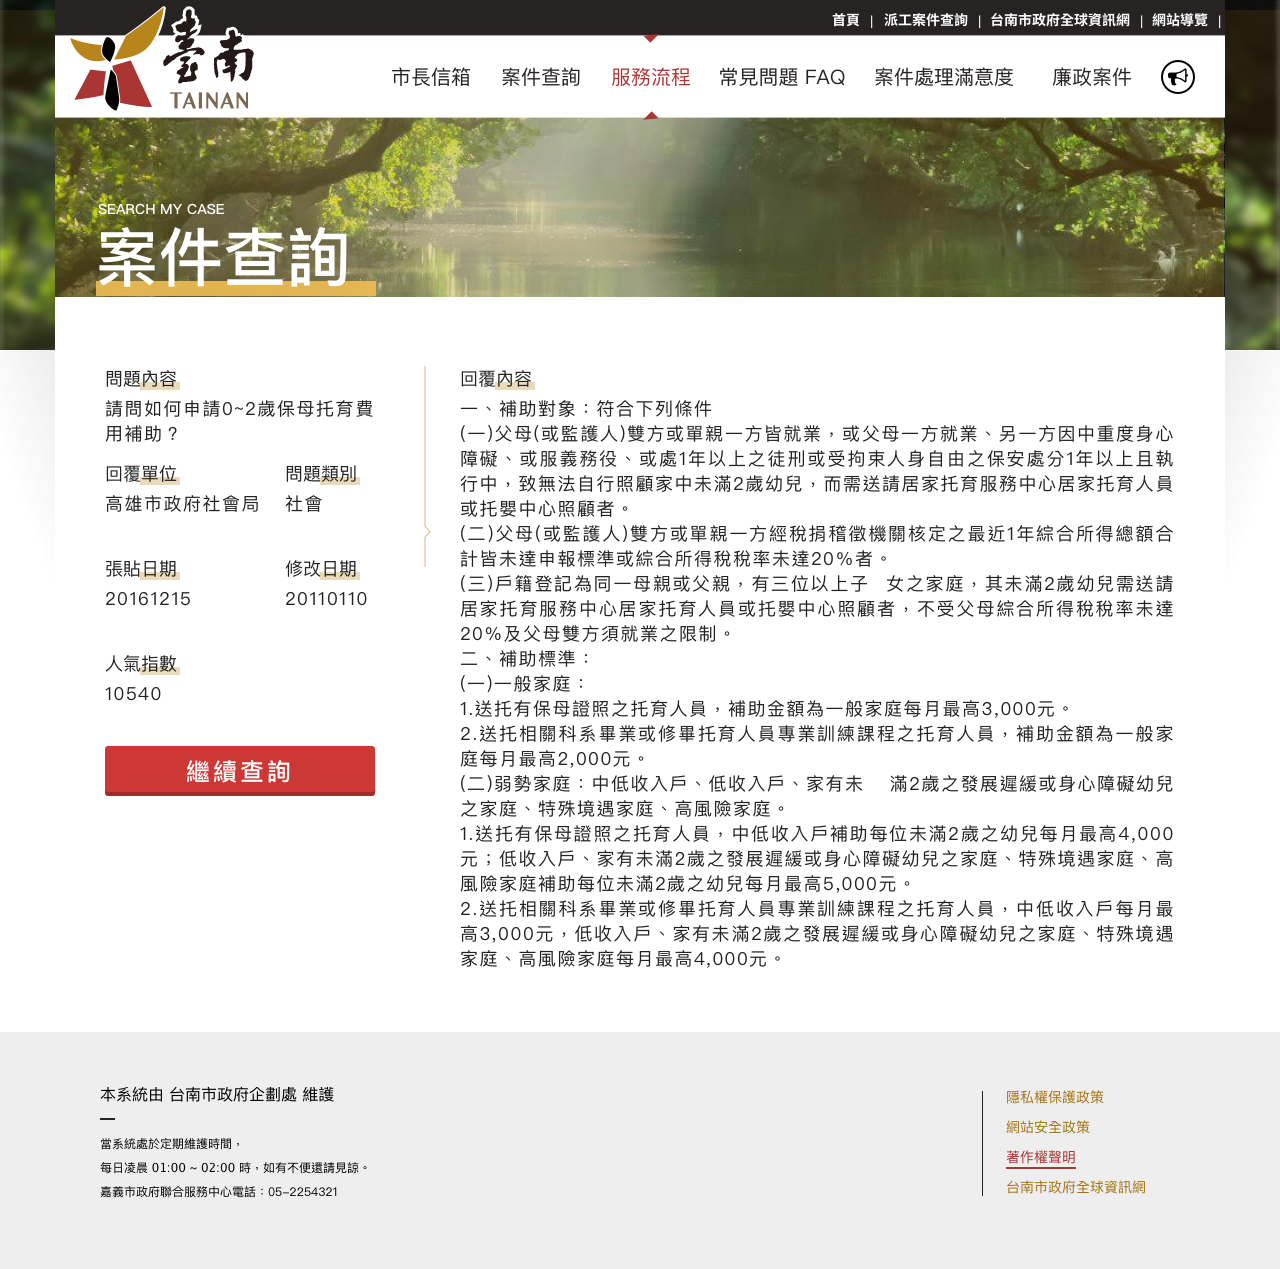 首頁 | 派工案件查詢 | 台南市政府全球資訊網 | 網站導覽 |
臺南
TAINAN
市長信箱 案件查詢 服務流程 常見問題 FAQ 案件處理滿意度 廉政案件
SEARCH MY CASE
案件查詢
問題內容
請問如何申請0~2歲保母托育費
用補助？
回覆單位 問題類別
高雄市政府社會局 社會
張貼日期 修改日期
20161215 20110110
人氣指數
10540
繼續查詢
回覆內容
一、補助對象：符合下列條件
(一)父母(或監護人)雙方或單親一方皆就業，或父母一方就業、另一方因中重度身心
障礙、或服義務役、或處1年以上之徒刑或受拘束人身自由之保安處分1年以上且執
行中，致無法自行照顧家中未滿2歲幼兒，而需送請居家托育服務中心居家托育人員
或托嬰中心照顧者。
(二)父母(或監護人)雙方或單親一方經稅捐稽徵機關核定之最近1年綜合所得總額合
計皆未達申報標準或綜合所得稅稅率未達20%者。
(三)戶籍登記為同一母親或父親，有三位以上子 女之家庭，其未滿2歲幼兒需送請
居家托育服務中心居家托育人員或托嬰中心照顧者，不受父母綜合所得稅稅率未達
20%及父母雙方須就業之限制。
二、補助標準：
(一)一般家庭：
1.送托有保母證照之托育人員，補助金額為一般家庭每月最高3,000元。
2.送托相關科系畢業或修畢托育人員專業訓練課程之托育人員，補助金額為一般家
庭每月最高2,000元。
(二)弱勢家庭：中低收入戶、低收入戶、家有未 滿2歲之發展遲緩或身心障礙幼兒
之家庭、特殊境遇家庭、高風險家庭。
1.送托有保母證照之托育人員，中低收入戶補助每位未滿2歲之幼兒每月最高4,000
元；低收入戶、家有未滿2歲之發展遲緩或身心障礙幼兒之家庭、特殊境遇家庭、高
風險家庭補助每位未滿2歲之幼兒每月最高5,000元。
2.送托相關科系畢業或修畢托育人員專業訓練課程之托育人員，中低收入戶每月最
高3,000元，低收入戶、家有未滿2歲之發展遲緩或身心障礙幼兒之家庭、特殊境遇
家庭、高風險家庭每月最高4,000元。
本系統由 台南市政府企劃處 維護
當系統處於定期維護時間，
每日凌晨 01:00 ~ 02:00 時，如有不便還請見諒。
嘉義市政府聯合服務中心電話：05-2254321
隱私權保護政策
網站安全政策
著作權聲明
台南市政府全球資訊網